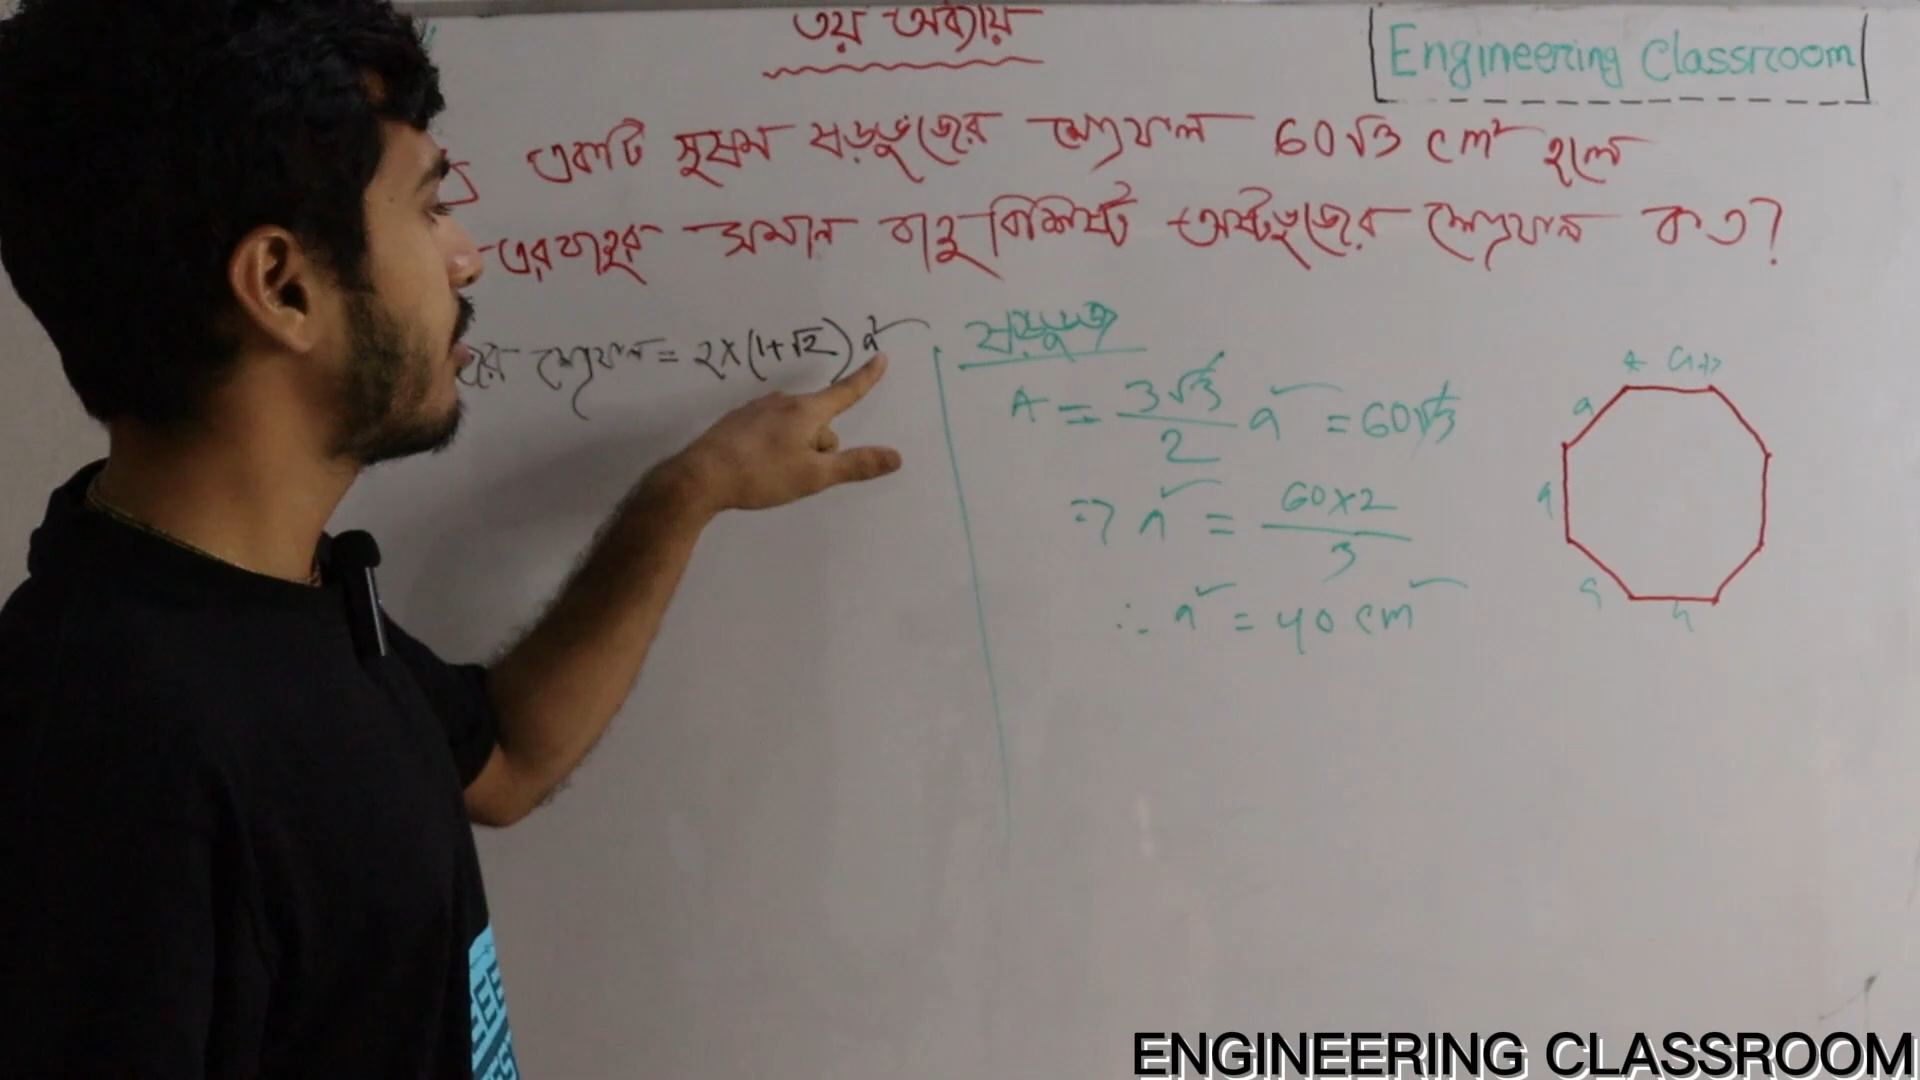 ৩য় অধ্যায়
Engineering Classroom
একটি সুষম ষড়ভুজের ক্ষেত্রফল 60√3 cm² হলে
এর বাহুর সমান বাহু বিশিষ্ট অষ্টভুজের ক্ষেত্রফল কত?
ক্ষেত্রফল = 2×(1+√2) a²
ষড়ভুজ
A = 3√3/2 a² = 60√3
⇒ a² = 60×2/3
∴ a² = 40 cm²
a
a
a
ENGINEERING CLASSROOM